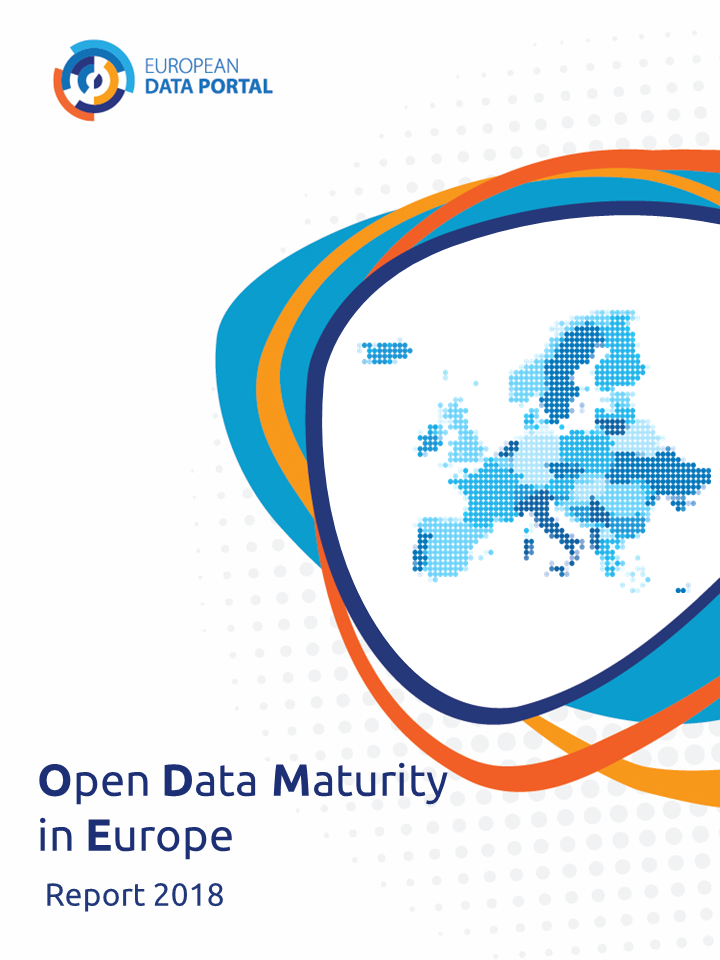 EUROPEAN
DATA PORTAL
Open Data Maturity
in Europe
Report 2018